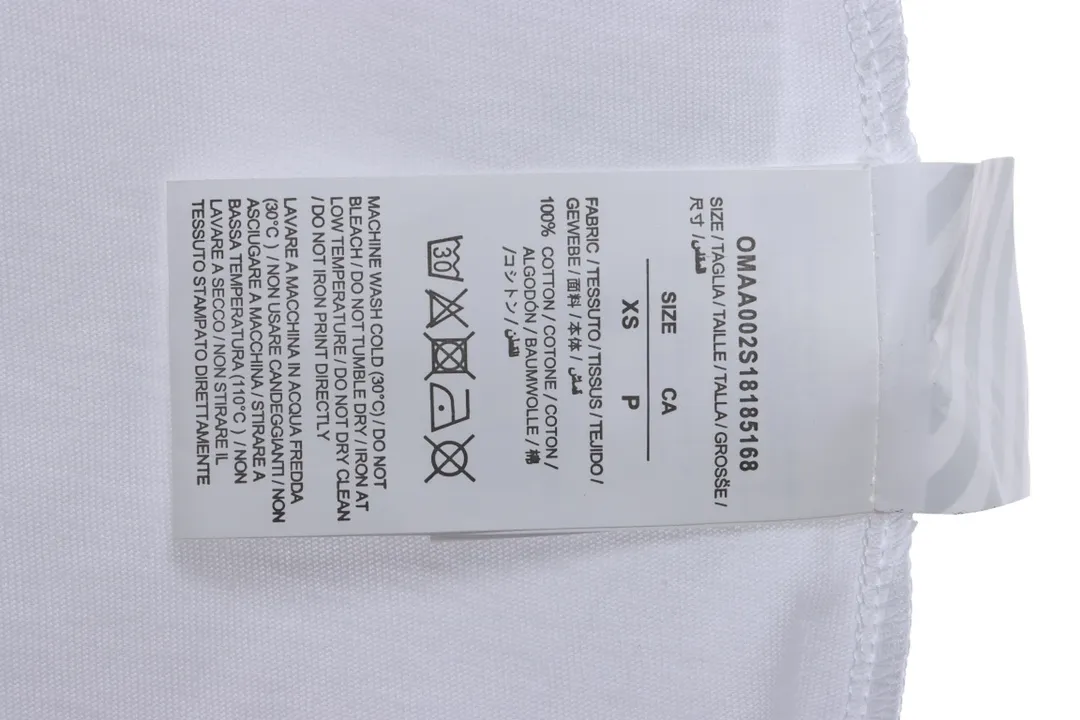 OMAA002S18185168
SIZE / TAGLIA / TAILLE / TALLA / GROSSE /
尺寸 /
SIZE CA
XS P
FABRIC / TESSUTO / TISSUS / TEJIDO /
GEWEBE / 面料 / 本体 / قماش
100% COTTON / COTONE / COTON /
ALGODÓN / BAUMWOLLE / 棉
/ コットン / القطن
30
MACHINE WASH COLD (30°C) / DO NOT
BLEACH / DO NOT TUMBLE DRY / IRON AT
LOW TEMPERATURE / DO NOT DRY CLEAN
/ DO NOT IRON PRINT DIRECTLY
LAVARE A MACCHINA IN ACQUA FREDDA
(30°C ) / NON USARE CANDEGGIANTI / NON
ASCIUGARE A MACCHINA / STIRARE A
BASSA TEMPERATURA (110°C ) / NON
LAVARE A SECCO / NON STIRARE IL
TESSUTO STAMPATO DIRETTAMENTE